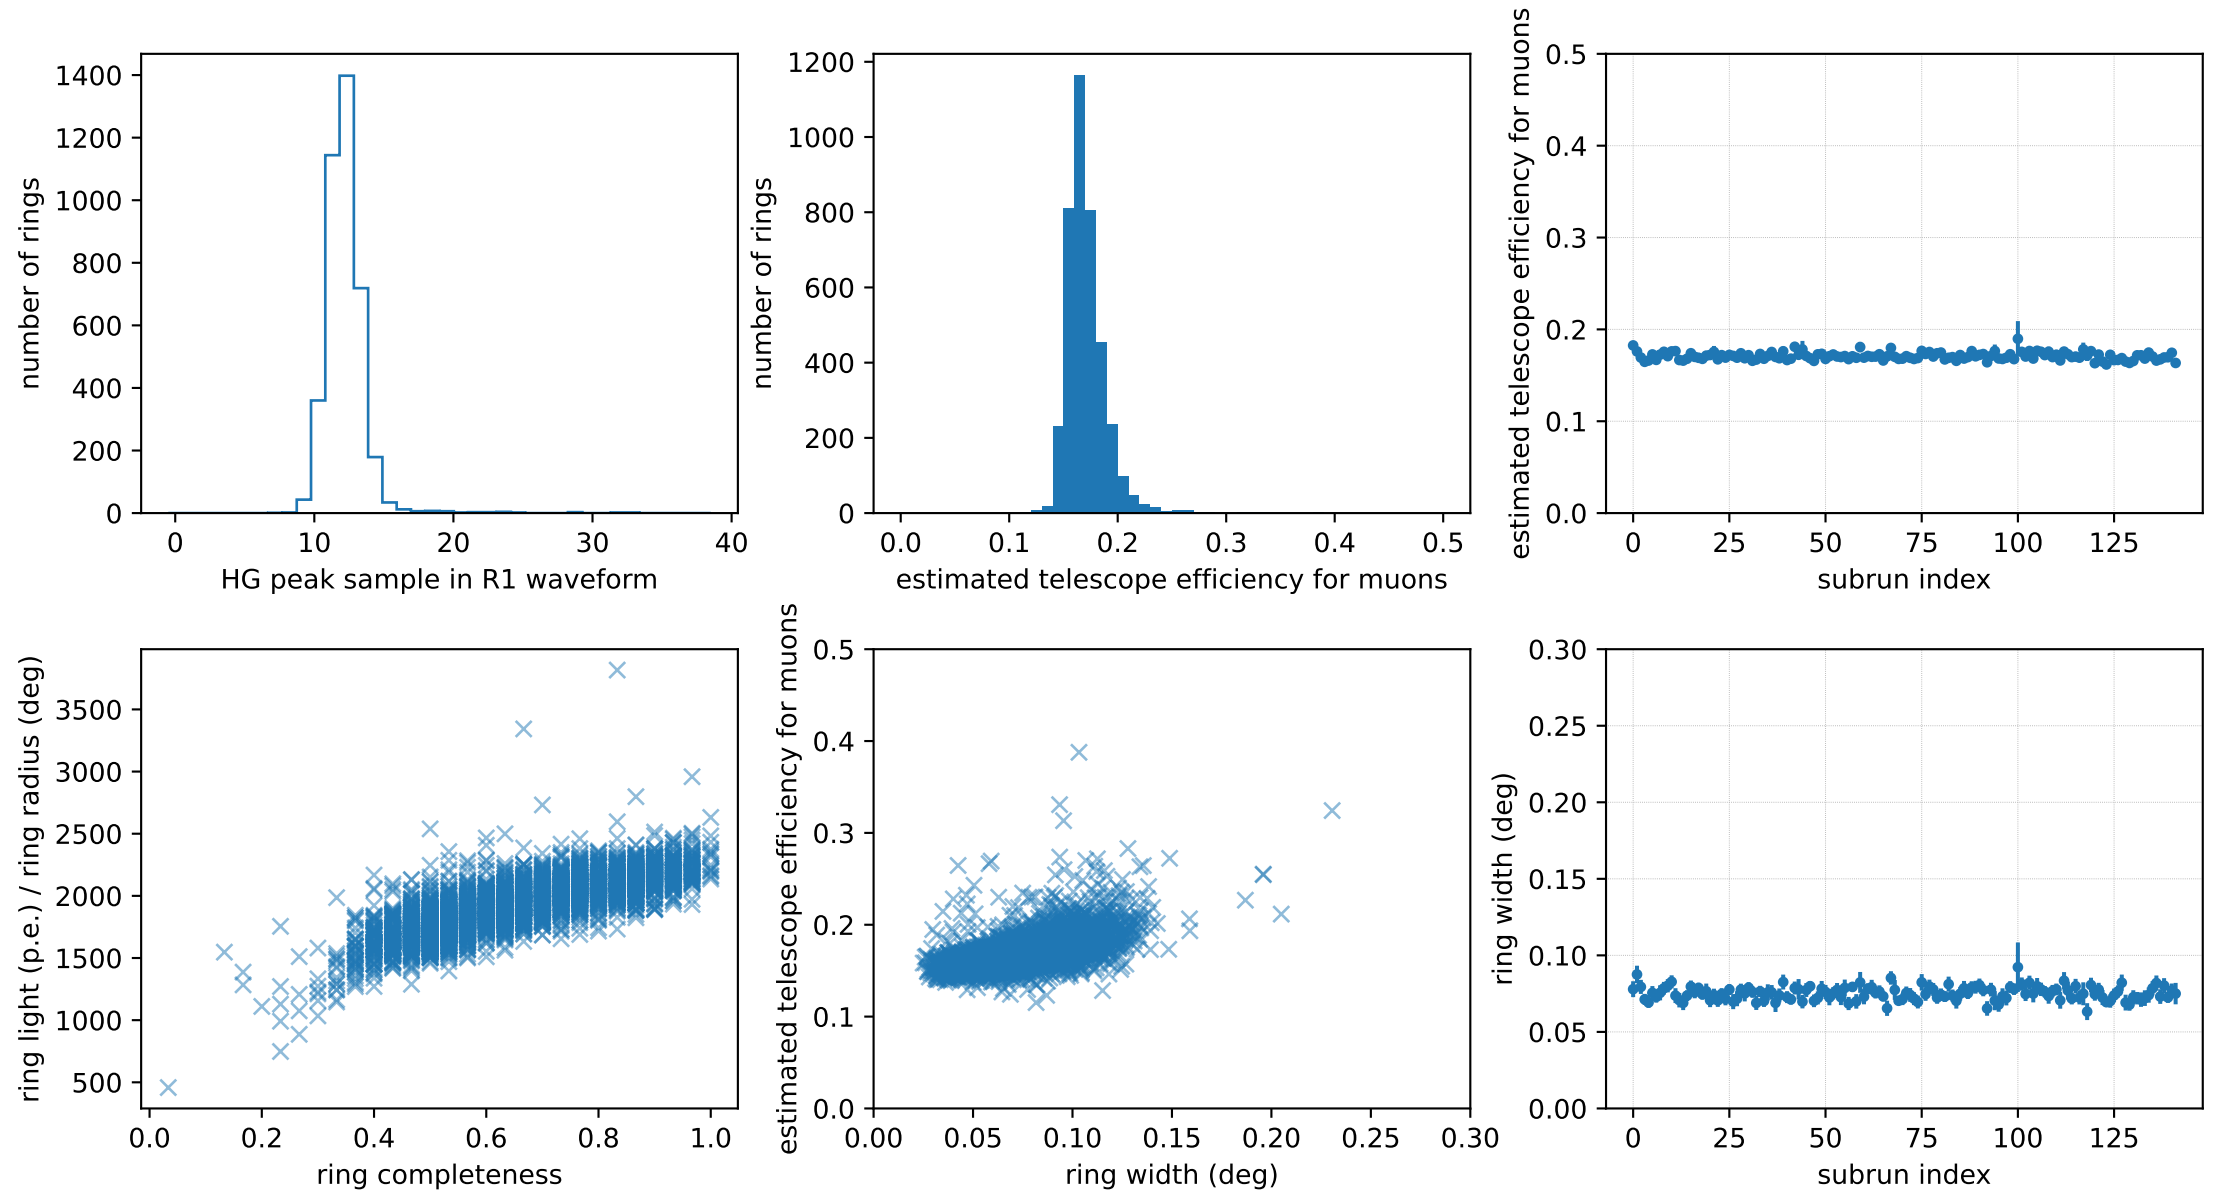 number of rings
1400
1200
1000
800
600
400
200
0
0 10 20 30 40
HG peak sample in R1 waveform
number of rings
1200
1000
800
600
400
200
0
0.0 0.1 0.2 0.3 0.4 0.5
estimated telescope efficiency for muons
estimated telescope efficiency for muons
0.5
0.4
0.3
0.2
0.1
0.0
0 25 50 75 100 125
subrun index
ring light (p.e.) / ring radius (deg)
3500
3000
2500
2000
1500
1000
500
0.0 0.2 0.4 0.6 0.8 1.0
ring completeness
estimated telescope efficiency for muons
0.5
0.4
0.3
0.2
0.1
0.0
0.00 0.05 0.10 0.15 0.20 0.25 0.30
ring width (deg)
ring width (deg)
0.30
0.25
0.20
0.15
0.10
0.05
0.00
0 25 50 75 100 125
subrun index